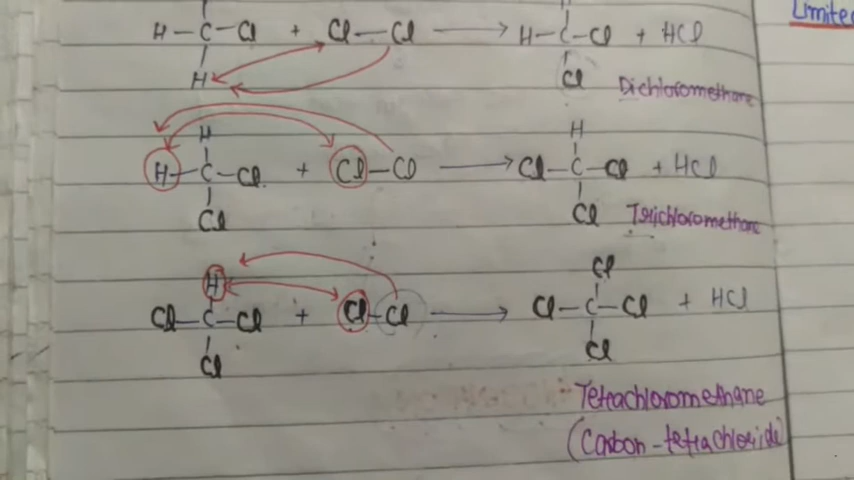 H
H–C–Cl + Cl–Cl → H–C–Cl + HCl
H Cl
Dichloromethane
Limited
H H
H–C–Cl + Cl–Cl → Cl–C–Cl + HCl
Cl Cl
Trichloromethane
H Cl
Cl–C–Cl + Cl–Cl → Cl–C–Cl + HCl
Cl Cl
Tetrachloromethane
(Carbon-tetrachloride)